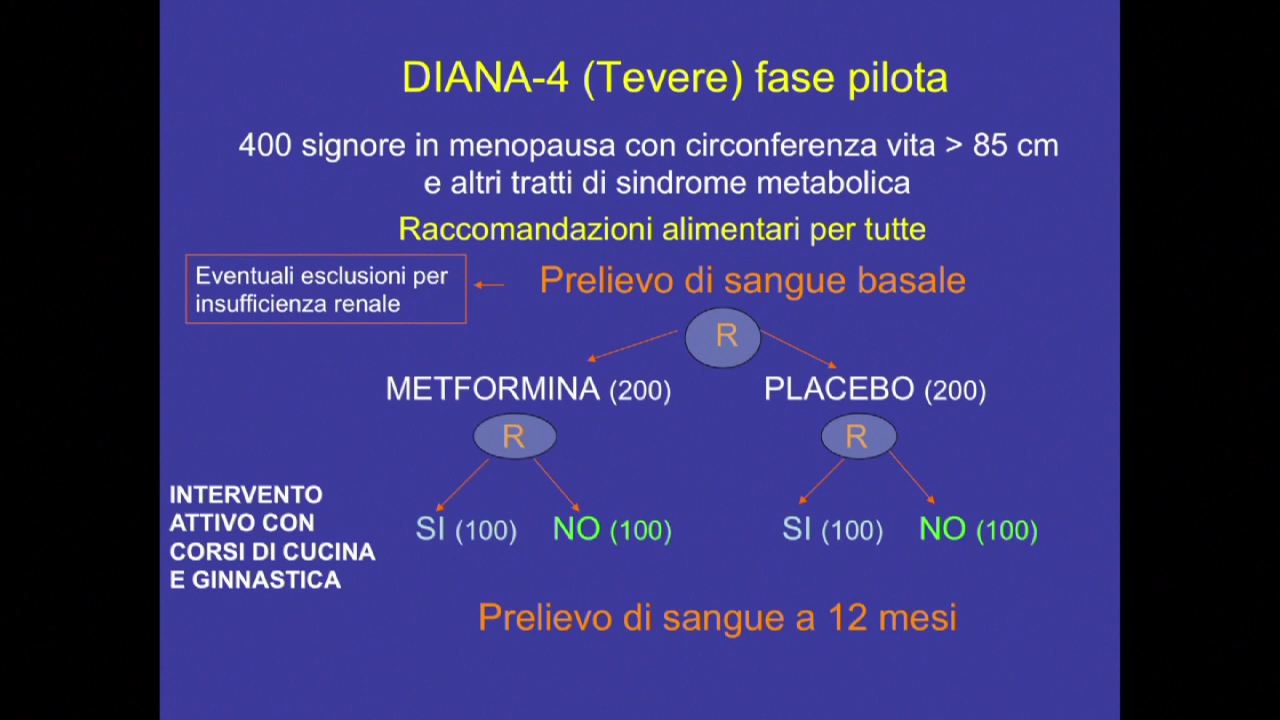 DIANA-4 (Tevere) fase pilota
400 signore in menopausa con circonferenza vita > 85 cm
e altri tratti di sindrome metabolica
Raccomandazioni alimentari per tutte
Eventuali esclusioni per
insufficienza renale
Prelievo di sangue basale
R
METFORMINA (200)
PLACEBO (200)
R
R
INTERVENTO
ATTIVO CON
CORSI DI CUCINA
E GINNASTICA
SI (100)
NO (100)
SI (100)
NO (100)
Prelievo di sangue a 12 mesi